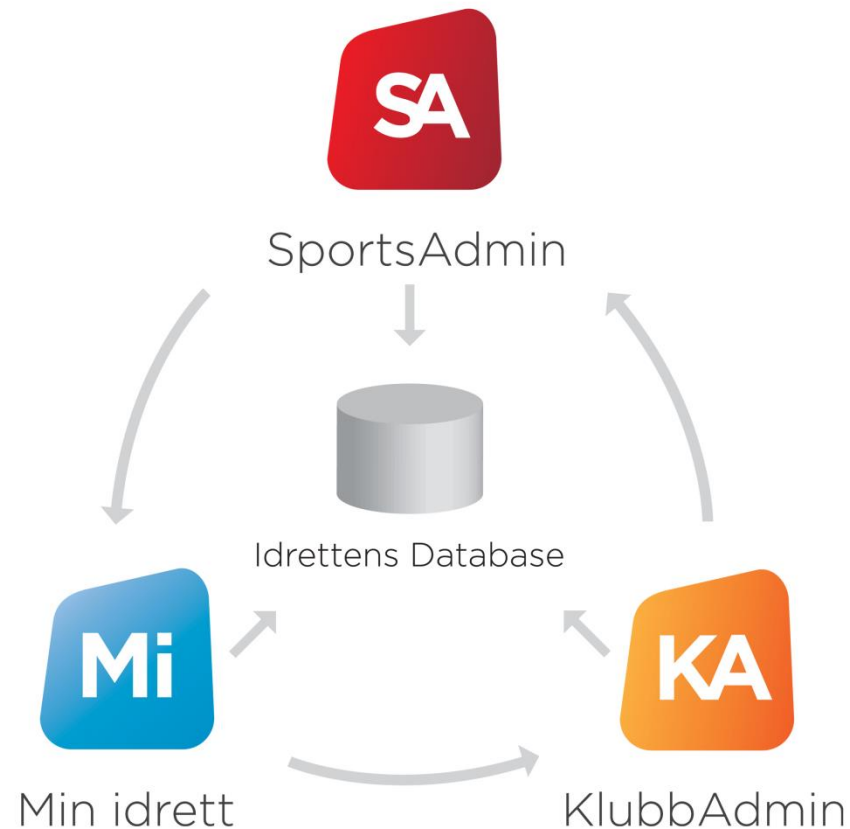 SA
SportsAdmin
Idrettens Database
Mi
KA
Min idrett
KlubbAdmin